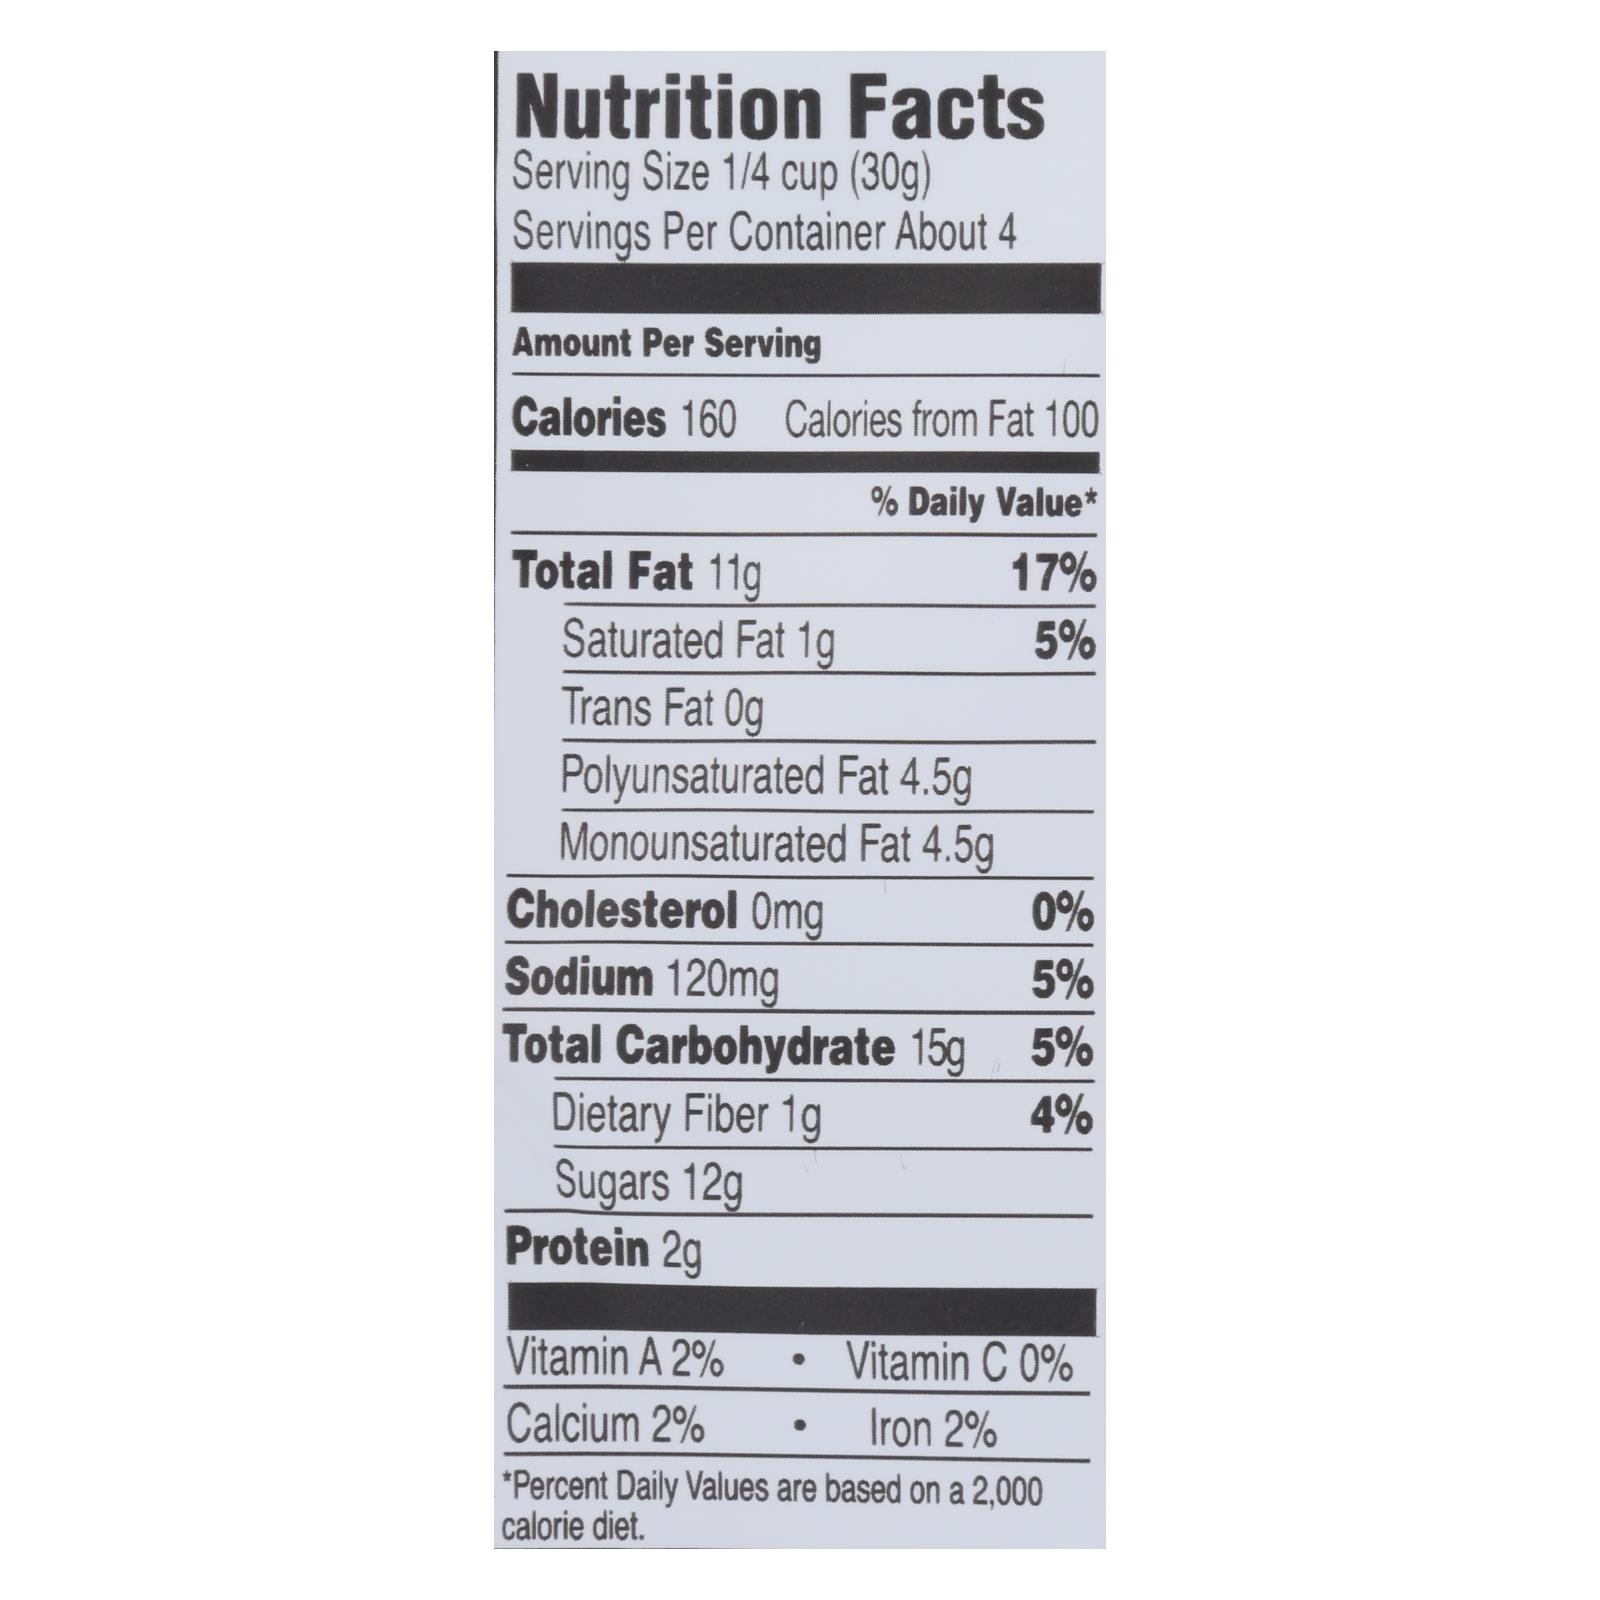 Nutrition Facts
Serving Size 1/4 cup (30g)
Servings Per Container About 4
Amount Per Serving
Calories 160 Calories from Fat 100
% Daily Value*
Total Fat 11g 17%
Saturated Fat 1g 5%
Trans Fat 0g
Polyunsaturated Fat 4.5g
Monounsaturated Fat 4.5g
Cholesterol 0mg 0%
Sodium 120mg 5%
Total Carbohydrate 15g 5%
Dietary Fiber 1g 4%
Sugars 12g
Protein 2g
Vitamin A 2% • Vitamin C 0%
Calcium 2% • Iron 2%
*Percent Daily Values are based on a 2,000
calorie diet.